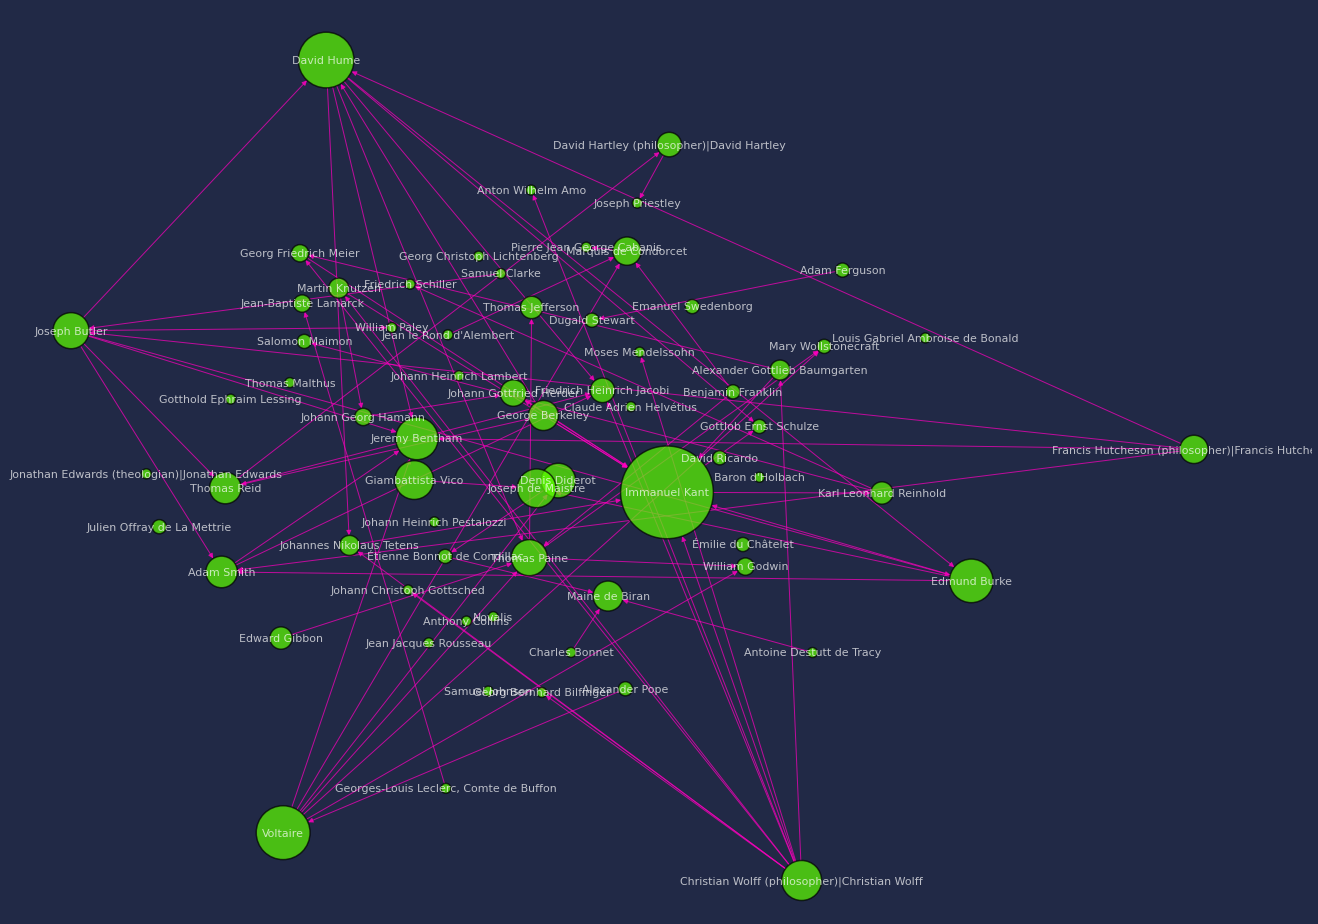 David Hume
David Hartley (philosopher)|David Hartley
Anton Wilhelm Amo
Joseph Priestley
Pierre Jean George Cabanis
Marquis de Condorcet
Georg Friedrich Meier
Georg Christoph Lichtenberg
Samuel Clarke
Adam Ferguson
Friedrich Schiller
Martin Knutzen
Jean-Baptiste Lamarck
Thomas Jefferson
Emanuel Swedenborg
Dugald Stewart
Joseph Butler
William Paley
Jean le Rond d'Alembert
Salomon Maimon
Louis Gabriel Ambroise de Bonald
Mary Wollstonecraft
Moses Mendelssohn
Alexander Gottlieb Baumgarten
Johann Heinrich Lambert
Thomas Malthus
Johann Gottfried Herder
Friedrich Heinrich Jacobi
Benjamin Franklin
Gotthold Ephraim Lessing
Claude Adrien Helvétius
Johann Georg Hamann
George Berkeley
Gottlob Ernst Schulze
Jeremy Bentham
Francis Hutcheson (philosopher)|Francis Hutche
David Ricardo
Jonathan Edwards (theologian)|Jonathan Edwards
Baron d'Holbach
Giambattista Vico
Denis Diderot
Thomas Reid
Joseph de Maistre
Immanuel Kant
Karl Leonhard Reinhold
Johann Heinrich Pestalozzi
Julien Offray de La Mettrie
Johannes Nikolaus Tetens
Émilie du Châtelet
Étienne Bonnot de Condillac
Thomas Paine
William Godwin
Adam Smith
Edmund Burke
Johann Christoph Gottsched
Maine de Biran
Novalis
Anthony Collins
Edward Gibbon
Jean Jacques Rousseau
Charles Bonnet
Antoine Destutt de Tracy
Samuel Johnson
Georg Bernhard Bilfinger
Alexander Pope
Georges-Louis Leclerc, Comte de Buffon
Voltaire
Christian Wolff (philosopher)|Christian Wolff